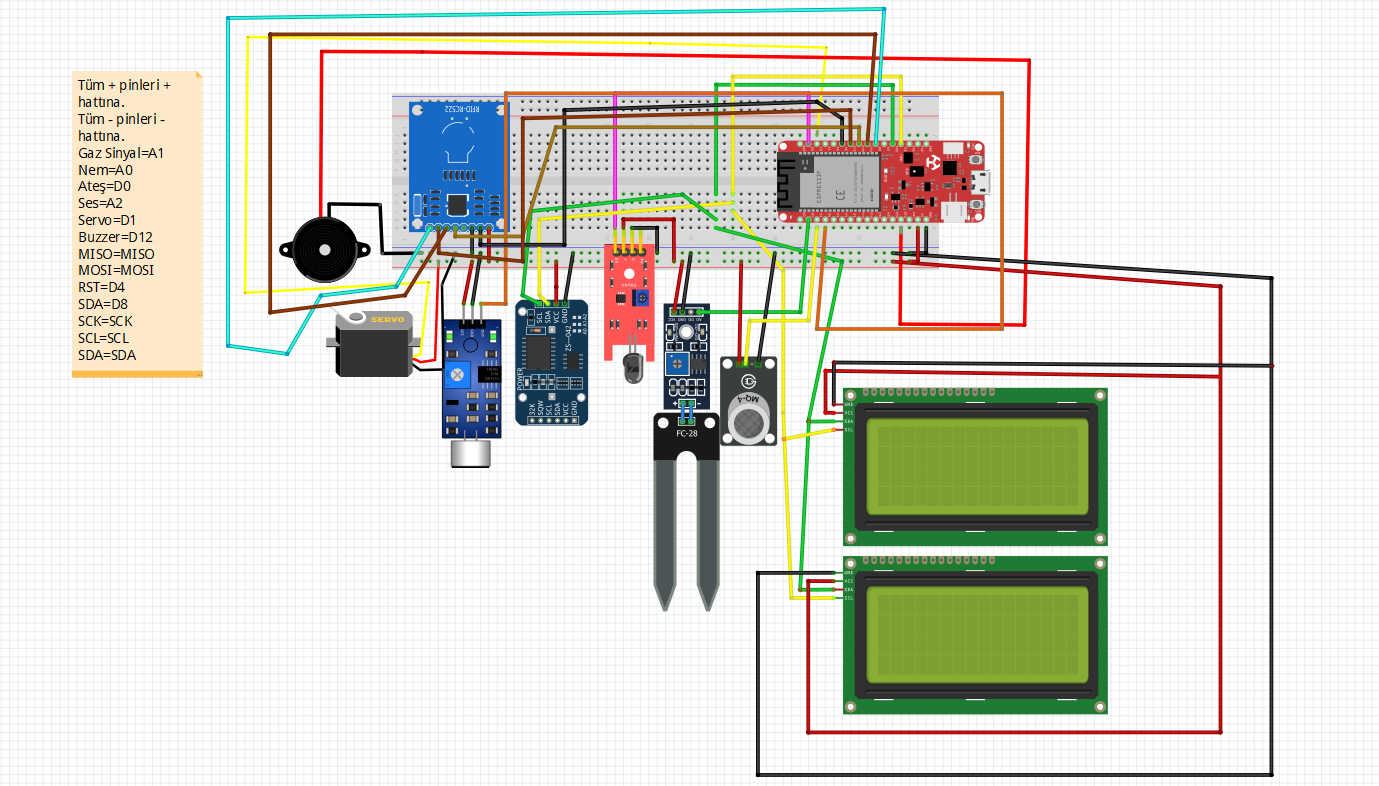 Tüm + pinleri +
hattına.
Tüm - pinleri -
hattına.
Gaz Sinyal=A1
Nem=A0
Ateş=D0
Ses=A2
Servo=D1
Buzzer=D12
MISO=MISO
MOSI=MOSI
RST=D4
SDA=D8
SCK=SCK
SCL=SCL
SDA=SDA
RFID-RC522
ESPRESSIF
CE
SERVO
SCL
SDA
VCC
GND
ZS-042
POWER
32K
SQW
SCL
SDA
VCC
GND
FC-28
+
-
MQ-A
GND
VCC
SDA
SCL
GND
VCC
SDA
SCL